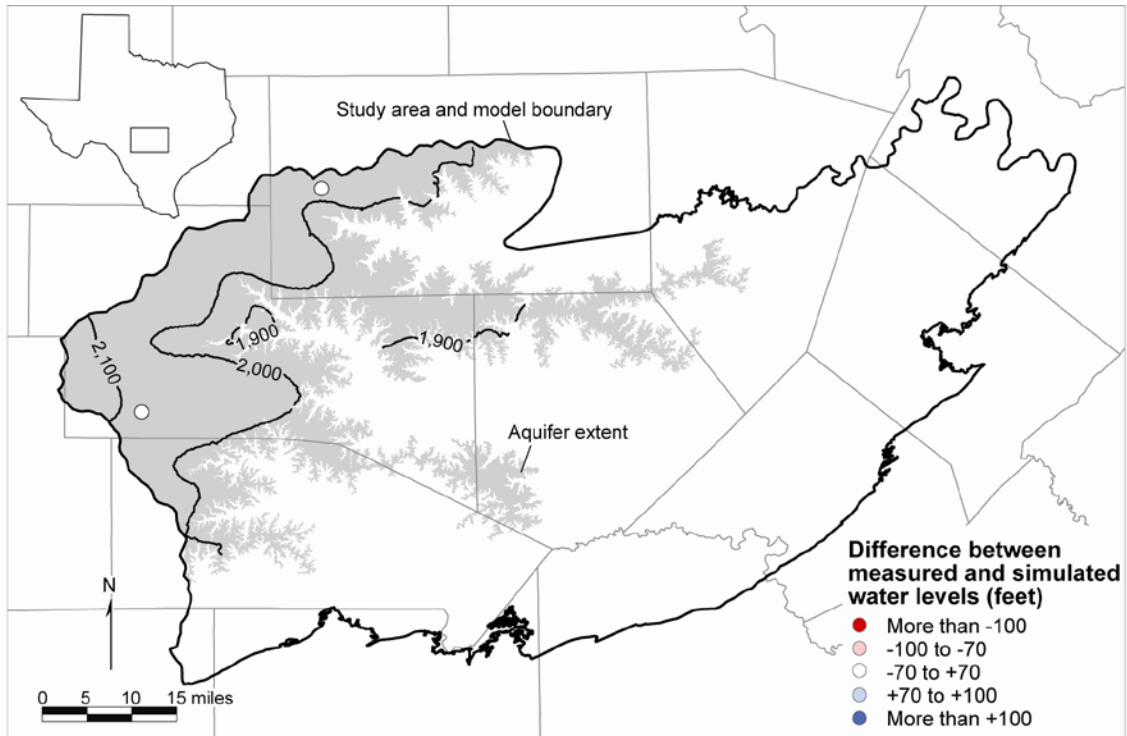 Study area and model boundary
1,900
1,900
2,100
2,000
Aquifer extent
N
0 5 10 15 miles
Difference between
measured and simulated
water levels (feet)
More than -100
-100 to -70
-70 to +70
+70 to +100
More than +100